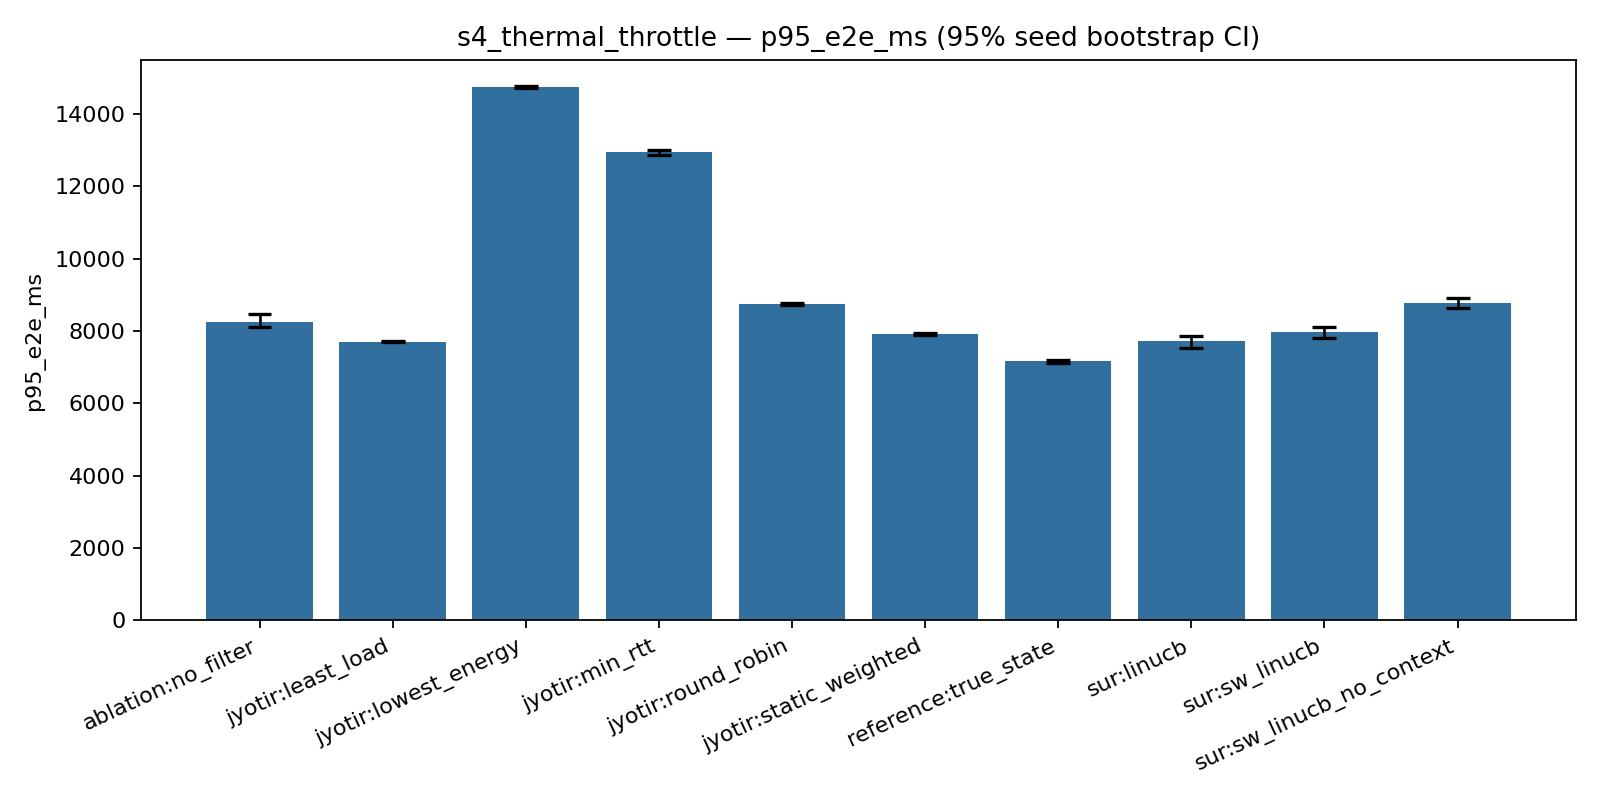 s4_thermal_throttle — p95_e2e_ms (95% seed bootstrap CI)
p95_e2e_ms
14000
12000
10000
8000
6000
4000
2000
0
ablation:no_filter
jyotir:least_load
jyotir:lowest_energy
jyotir:min_rtt
jyotir:round_robin
jyotir:static_weighted
reference:true_state
sur:linucb
sur:sw_linucb
sur:sw_linucb_no_context